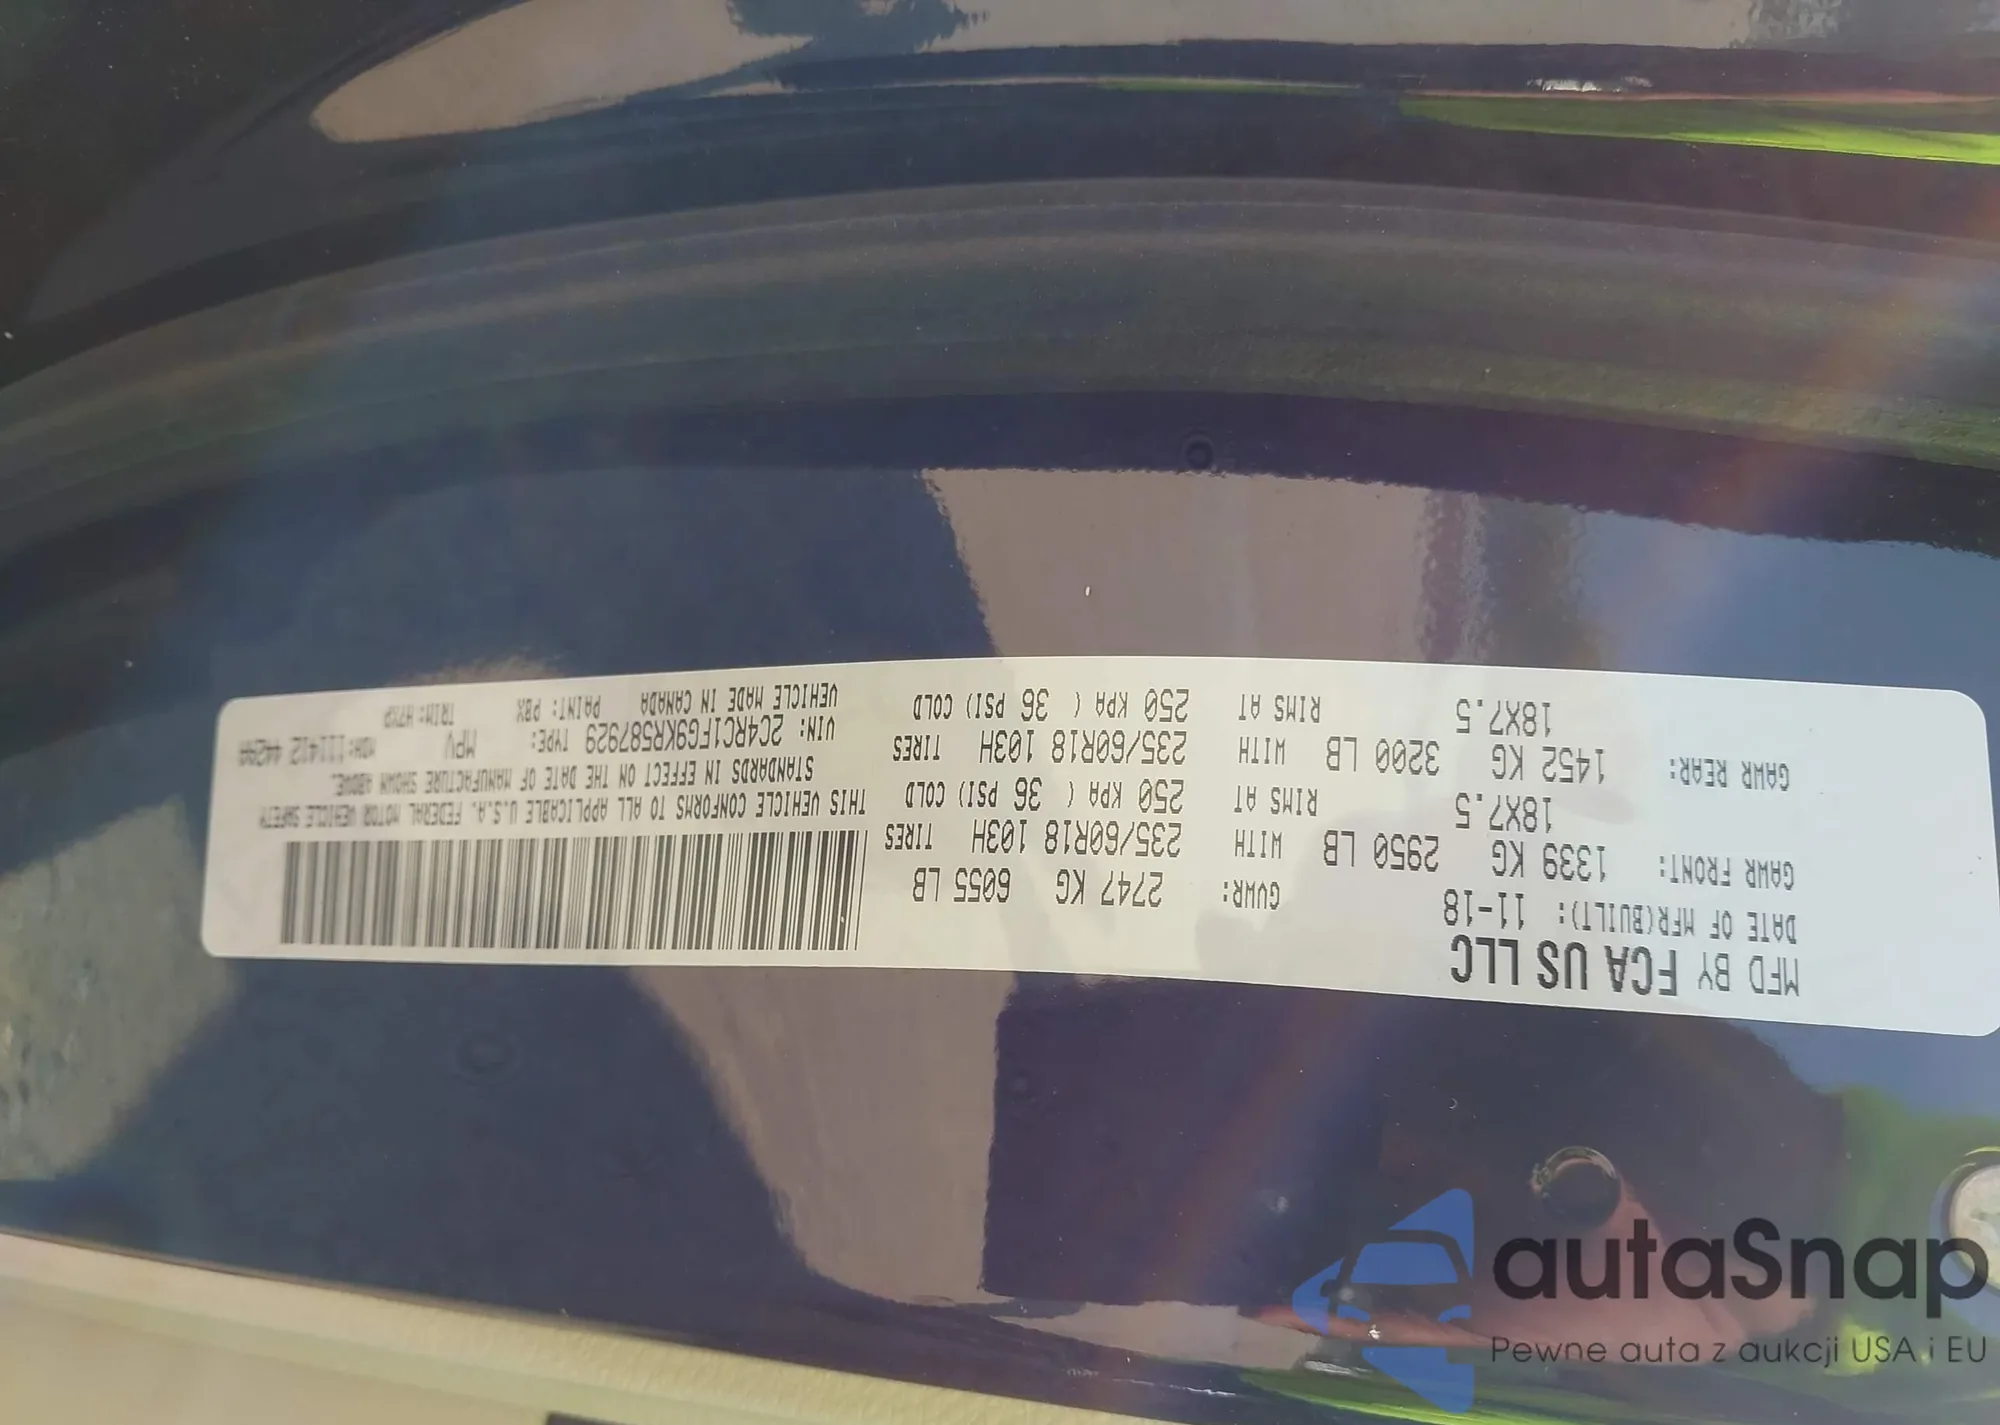 MFD BY FCA US LLC
DATE OF MFR(BUILT): 11-18
GAWR FRONT: 1339 KG 2950 LB
18X7.5
GAWR REAR: 1452 KG 3200 LB
18X7.5
GVWR: 2747 KG 6055 LB
WITH 235/60R18 103H TIRES
RIMS AT 250 KPA ( 36 PSI) COLD
WITH 235/60R18 103H TIRES
RIMS AT 250 KPA ( 36 PSI) COLD
THIS VEHICLE CONFORMS TO ALL APPLICABLE U.S.A. FEDERAL MOTOR VEHICLE SAFETY
STANDARDS IN EFFECT ON THE DATE OF MANUFACTURE SHOWN ABOVE.
VIN: 2C4RC1FG9KR587929 TYPE: MPV MDH:
VEHICLE MADE IN CANADA PAINT: PBX TRIM: H7XP
autaSnap
Pewne auta z aukcji USA i EU